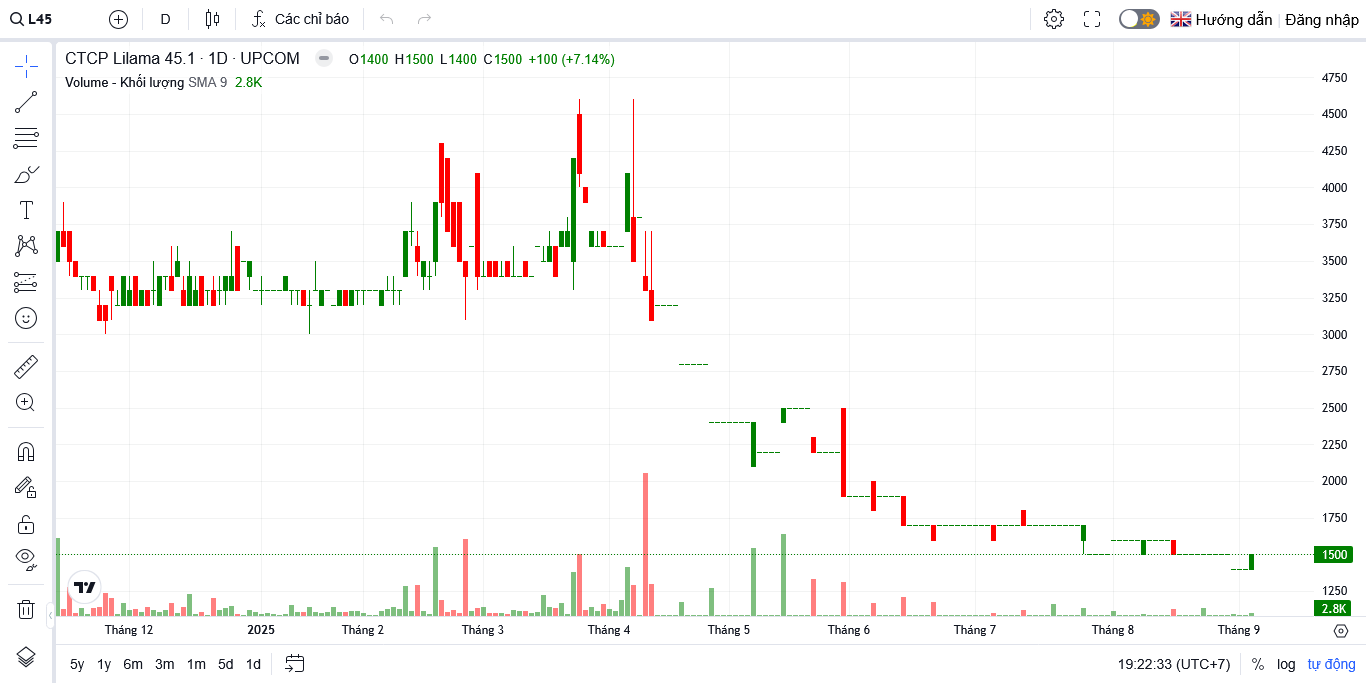 L45 D Các chỉ báo Hướng dẫn Đăng nhập
CTCP Lilama 45.1 · 1D · UPCOM O1400 H1500 L1400 C1500 +100 (+7.14%)
Volume - Khối lượng SMA 9 2.8K
4750
4500
4250
4000
3750
3500
3250
3000
2750
2500
2250
2000
1750
1500
1250
2.8K
Tháng 12 2025 Tháng 2 Tháng 3 Tháng 4 Tháng 5 Tháng 6 Tháng 7 Tháng 8 Tháng 9
5y 1y 6m 3m 1m 5d 1d 19:22:33 (UTC+7) % log tự động